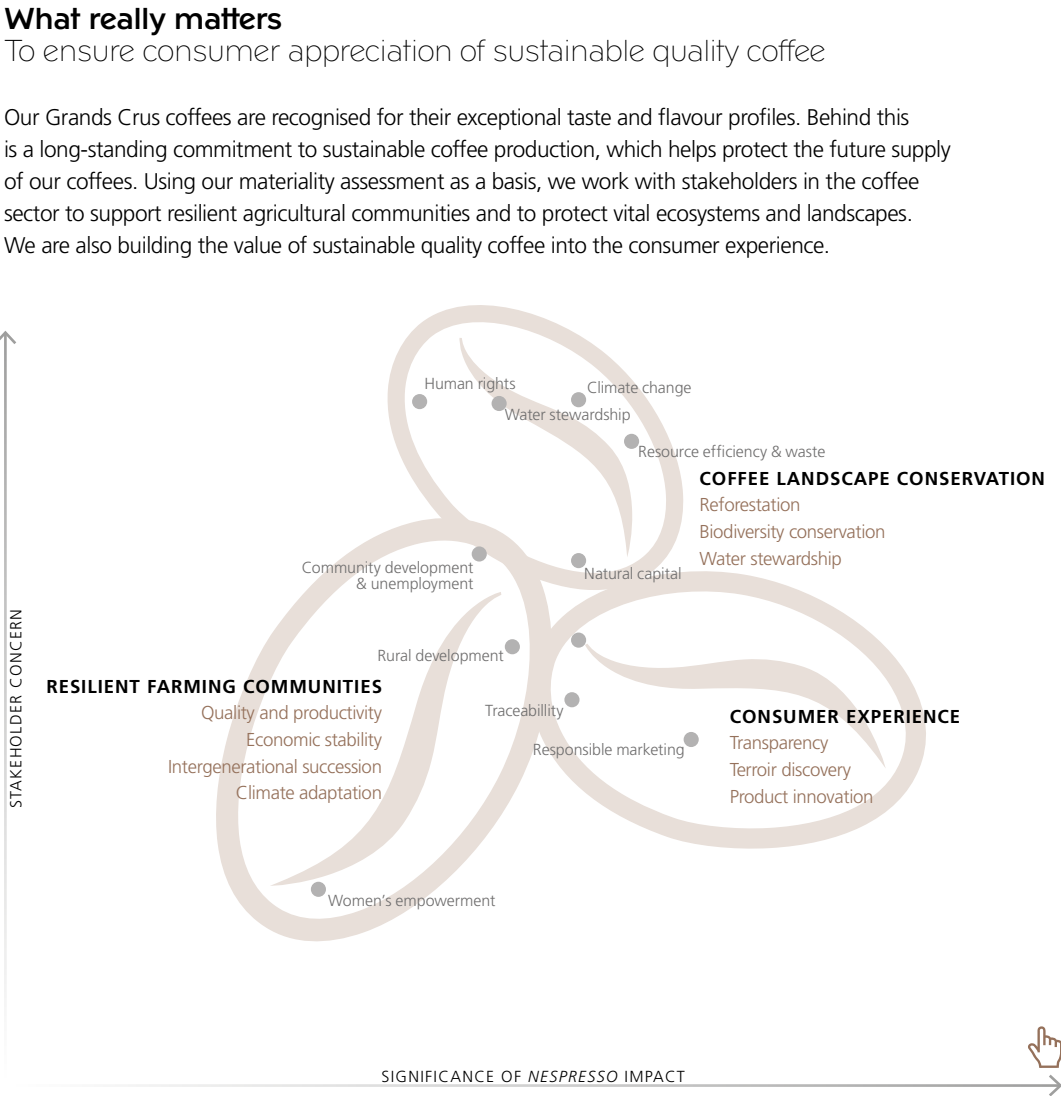 What really matters
To ensure consumer appreciation of sustainable quality coffee
Our Grands Crus coffees are recognised for their exceptional taste and flavour profiles. Behind this
is a long-standing commitment to sustainable coffee production, which helps protect the future supply
of our coffees. Using our materiality assessment as a basis, we work with stakeholders in the coffee
sector to support resilient agricultural communities and to protect vital ecosystems and landscapes.
We are also building the value of sustainable quality coffee into the consumer experience.
Human rights
Climate change
Water stewardship
Resource efficiency & waste
COFFEE LANDSCAPE CONSERVATION
Reforestation
Biodiversity conservation
Water stewardship
Community development
& unemployment
Natural capital
Rural development
RESILIENT FARMING COMMUNITIES
Quality and productivity
Economic stability
Intergenerational succession
Climate adaptation
Traceabillity
Responsible marketing
CONSUMER EXPERIENCE
Transparency
Terroir discovery
Product innovation
Women's empowerment
STAKEHOLDER CONCERN
SIGNIFICANCE OF NESPRESSO IMPACT